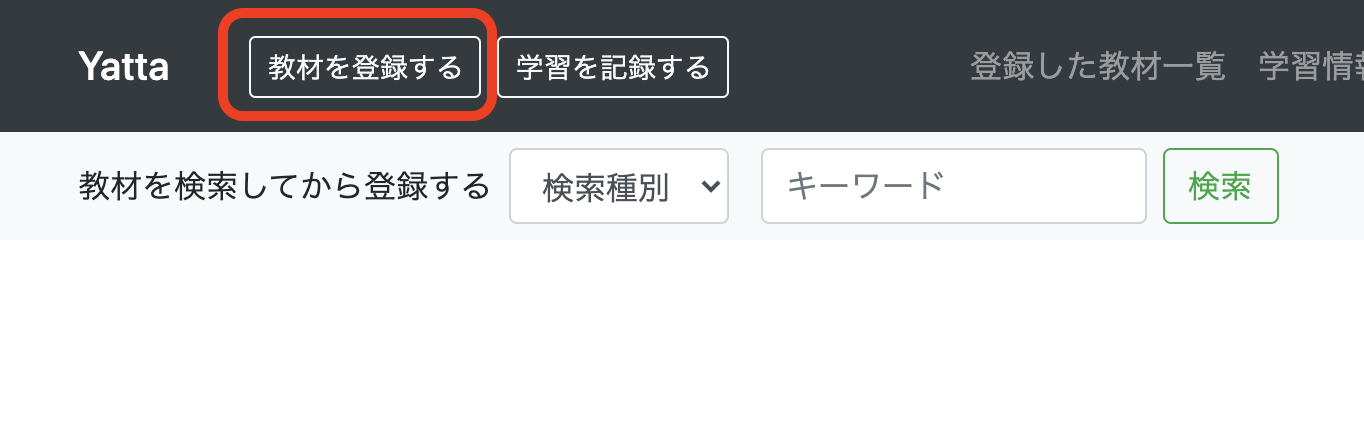 Yatta 教材を登録する 学習を記録する 登録した教材一覧 学習情
教材を検索してから登録する 検索種別 キーワード 検索